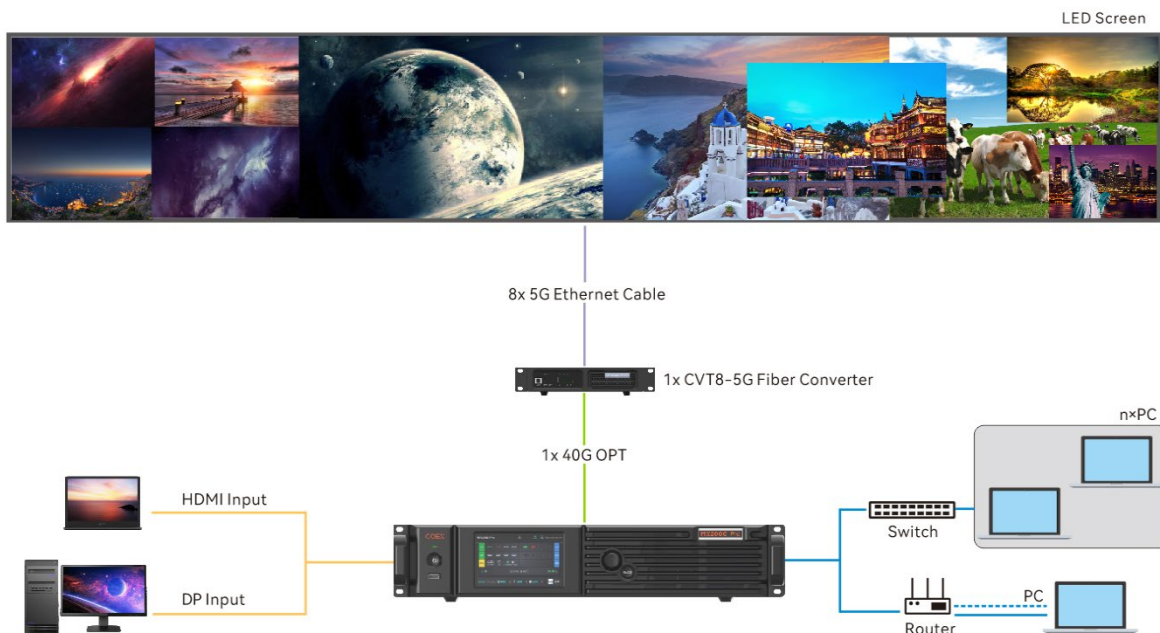 LED Screen
8x 5G Ethernet Cable
1x CVT8-5G Fiber Converter
1x 40G OPT
n×PC
HDMI Input
Switch
DP Input
PC
Router
COEX